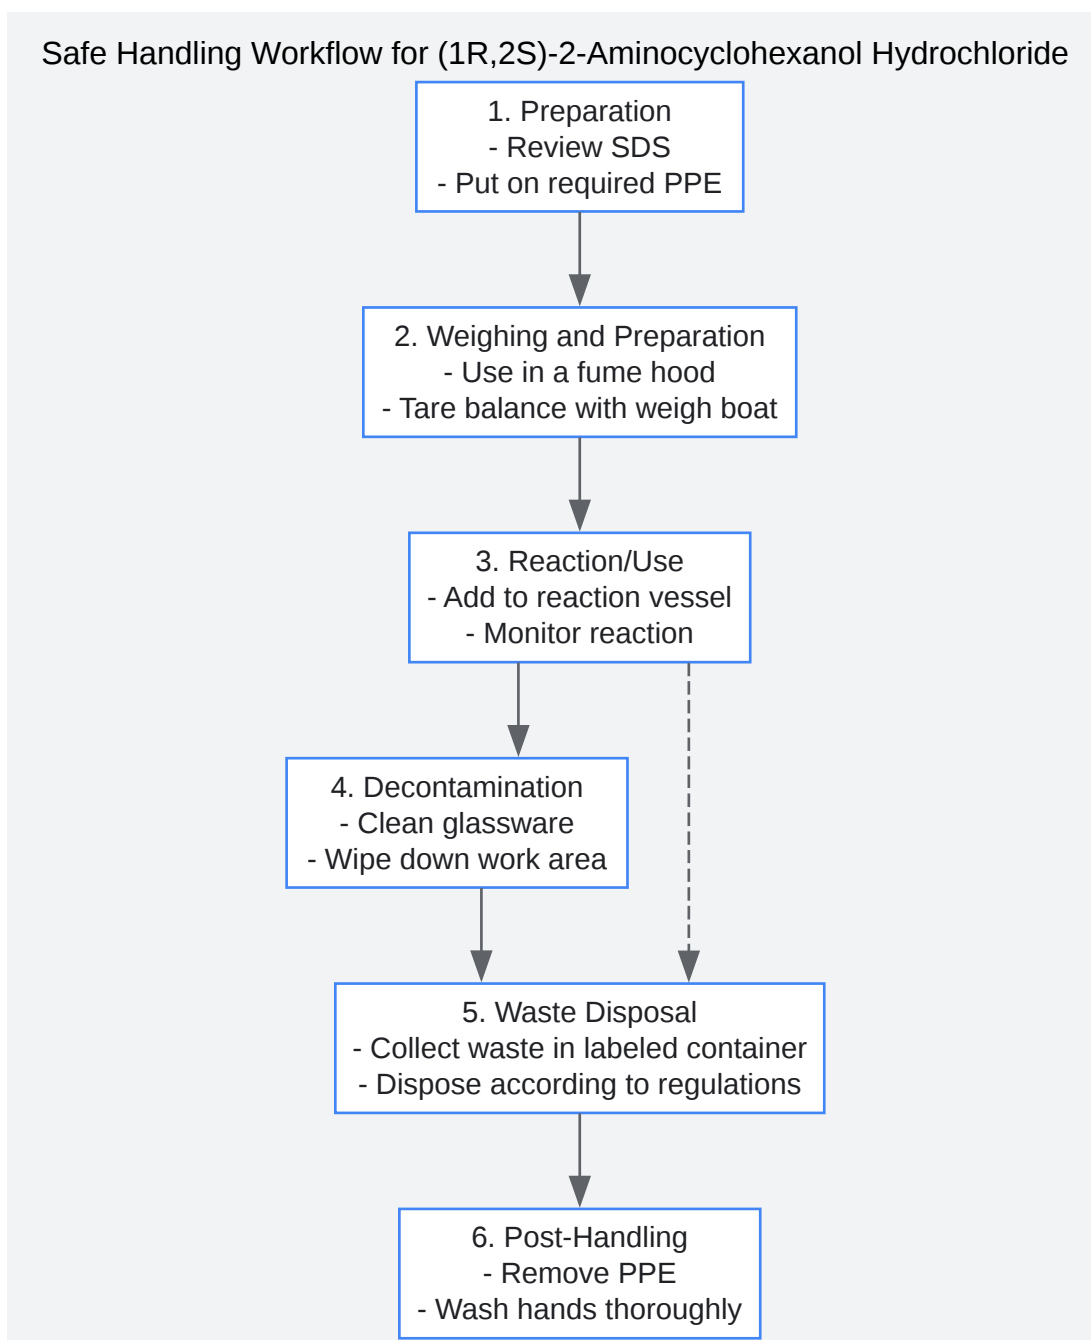 Safe Handling Workflow for (1R,2S)-2-Aminocyclohexanol Hydrochloride
1. Preparation
- Review SDS
- Put on required PPE
2. Weighing and Preparation
- Use in a fume hood
- Tare balance with weigh boat
3. Reaction/Use
- Add to reaction vessel
- Monitor reaction
4. Decontamination
- Clean glassware
- Wipe down work area
5. Waste Disposal
- Collect waste in labeled container
- Dispose according to regulations
6. Post-Handling
- Remove PPE
- Wash hands thoroughly